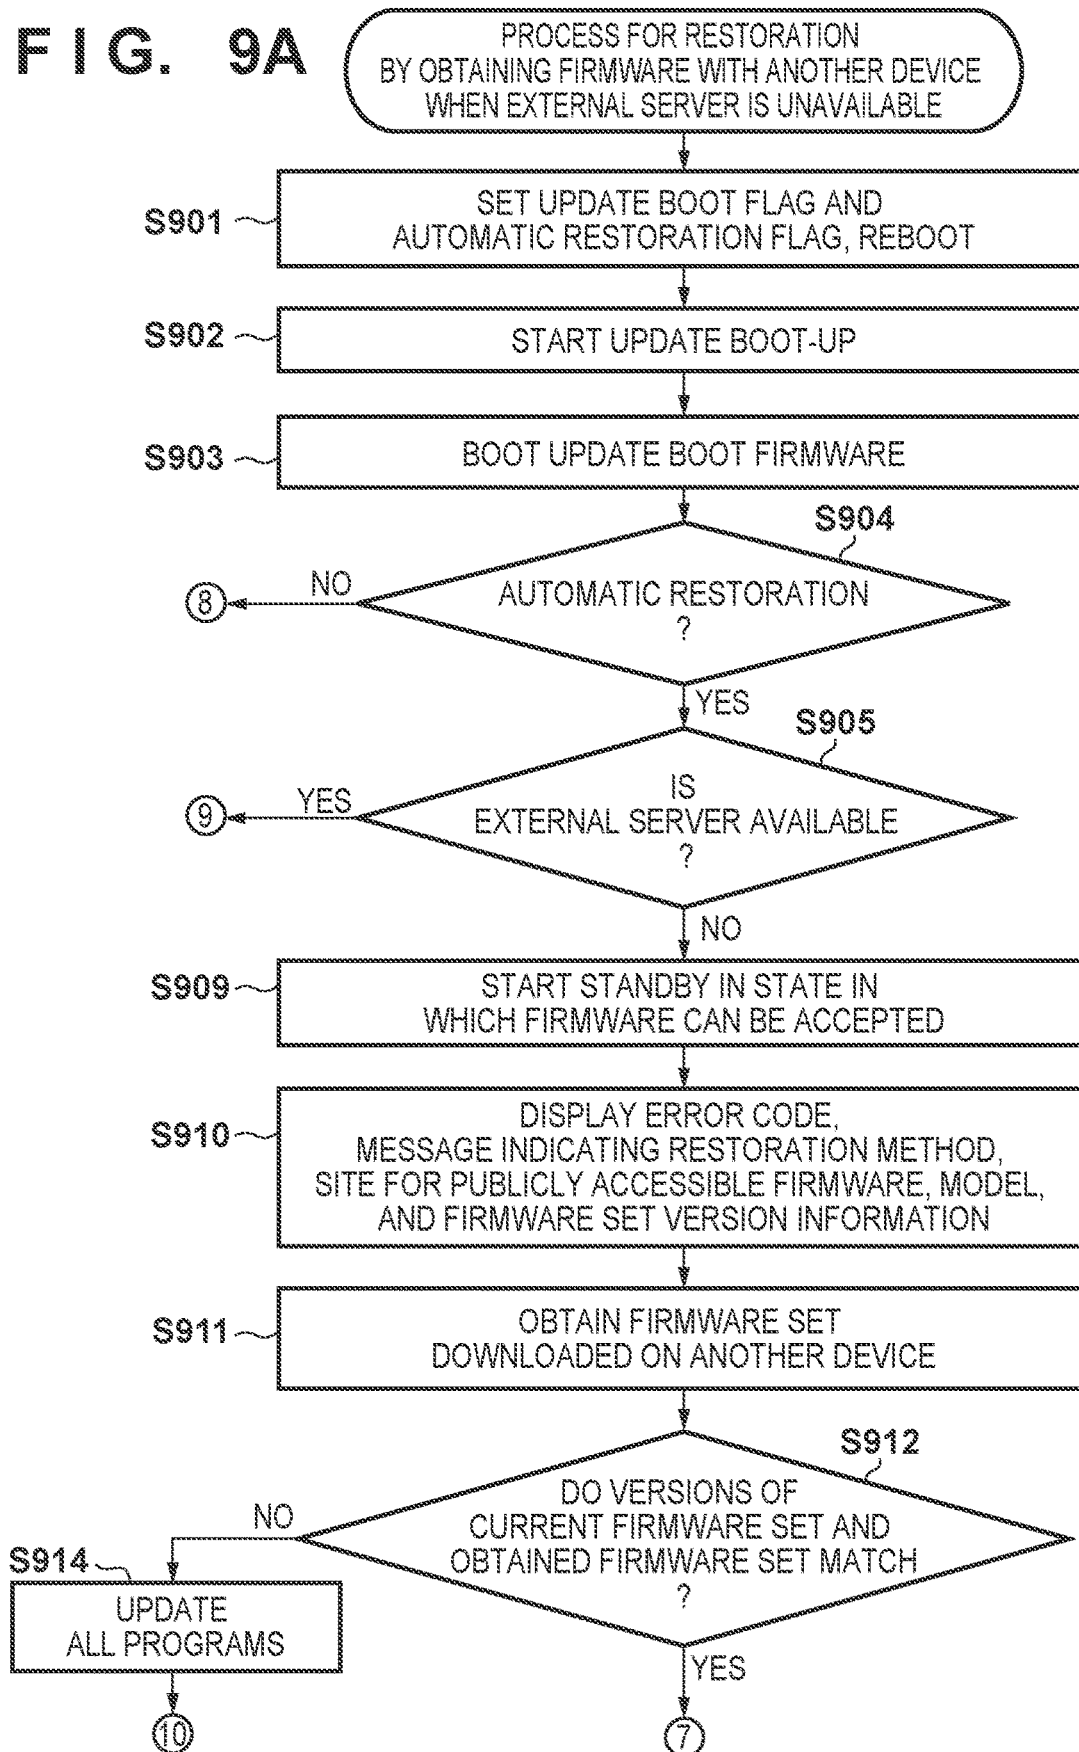 FIG. 9A
PROCESS FOR RESTORATION
BY OBTAINING FIRMWARE WITH ANOTHER DEVICE
WHEN EXTERNAL SERVER IS UNAVAILABLE
S901
SET UPDATE BOOT FLAG AND
AUTOMATIC RESTORATION FLAG, REBOOT
S902
START UPDATE BOOT-UP
S903
BOOT UPDATE BOOT FIRMWARE
S904
AUTOMATIC RESTORATION
?
NO
8
YES
S905
IS
EXTERNAL SERVER AVAILABLE
?
YES
9
NO
S909
START STANDBY IN STATE IN
WHICH FIRMWARE CAN BE ACCEPTED
S910
DISPLAY ERROR CODE,
MESSAGE INDICATING RESTORATION METHOD,
SITE FOR PUBLICLY ACCESSIBLE FIRMWARE, MODEL,
AND FIRMWARE SET VERSION INFORMATION
S911
OBTAIN FIRMWARE SET
DOWNLOADED ON ANOTHER DEVICE
S912
DO VERSIONS OF
CURRENT FIRMWARE SET AND
OBTAINED FIRMWARE SET MATCH
?
NO
S914
UPDATE
ALL PROGRAMS
10
YES
7